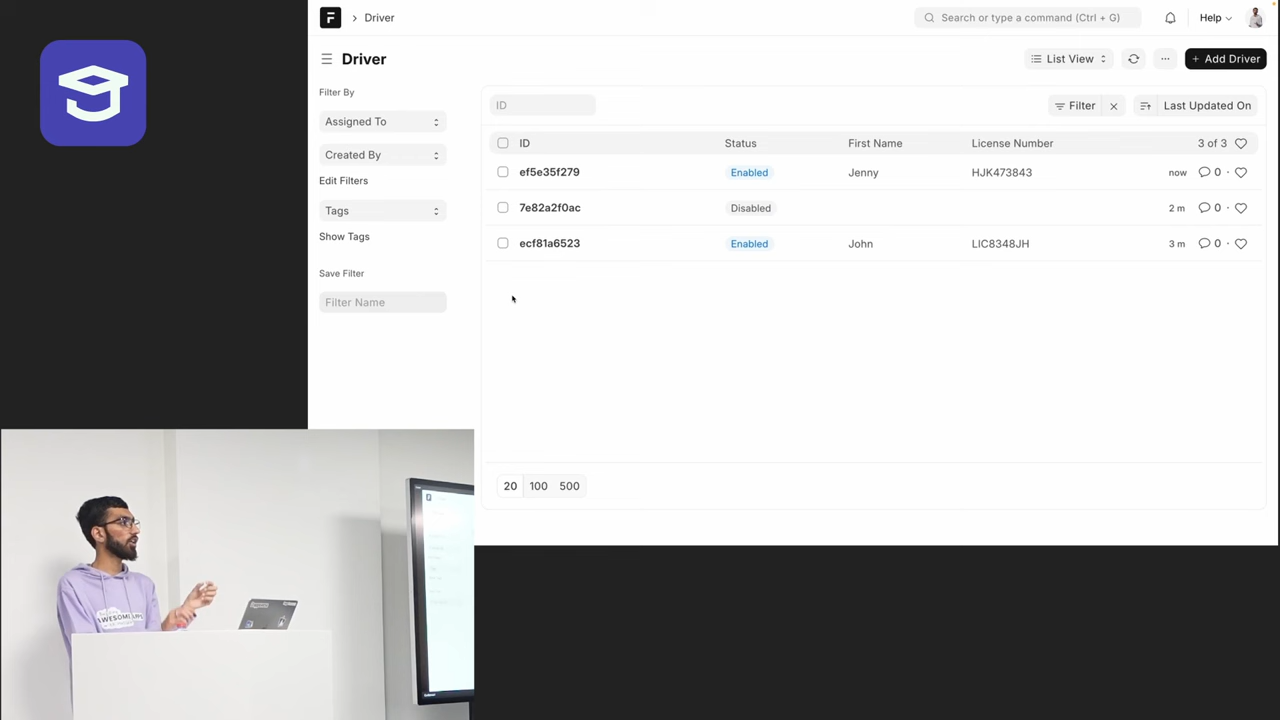 Driver
Search or type a command (Ctrl + G)
Help
Driver
List View
Add Driver
Filter By
Assigned To
Created By
Edit Filters
Tags
Show Tags
Save Filter
Filter Name
ID
Filter
Last Updated On
ID Status First Name License Number 3 of 3
ef5e35f279 Enabled Jenny HJK473843 now 0
7e82a2f0ac Disabled 2 m 0
ecf81a6523 Enabled John LIC8348JH 3 m 0
20 100 500
AWESOME